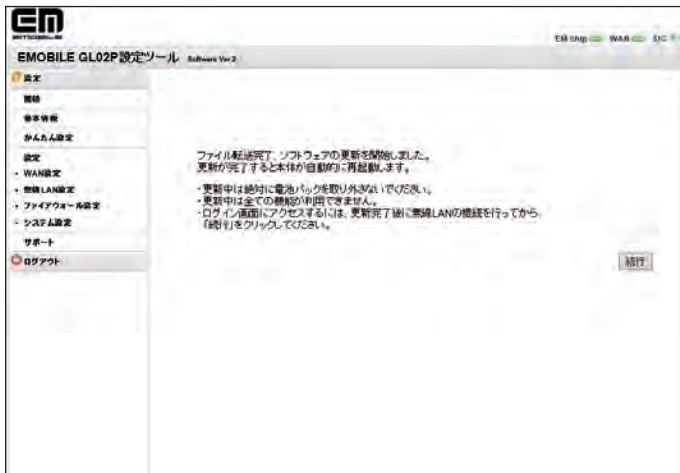 EM
EMOBILE
EM chip WAN
EMOBILE GL02P設定ツール Software Ver.2
設定
接続
基本情報
かんたん設定
設定
WAN設定
無線LAN設定
ファイアウォール設定
システム設定
サポート
ログアウト
ファイル転送完了、ソフトウェアの更新を開始しました。
更新が完了すると本体が自動的に再起動します。
・更新中は絶対に電池パックを取り外さないでください。
・更新中は全ての機能が利用できません。
・ログイン画面にアクセスするには、更新完了後に無線LANの接続を行ってから
「続行」をクリックしてください。
続行